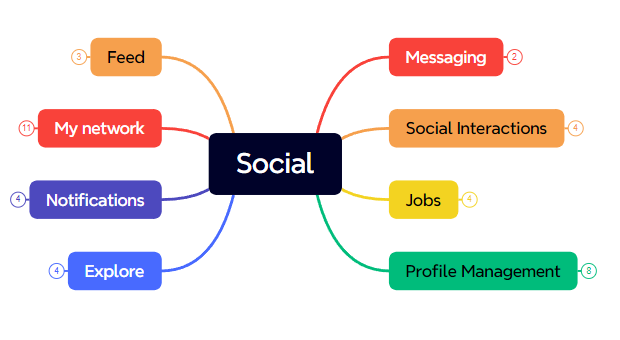 3
Feed
Messaging
2
11
My network
Social Interactions
4
Social
4
Notifications
Jobs
4
4
Explore
Profile Management
8